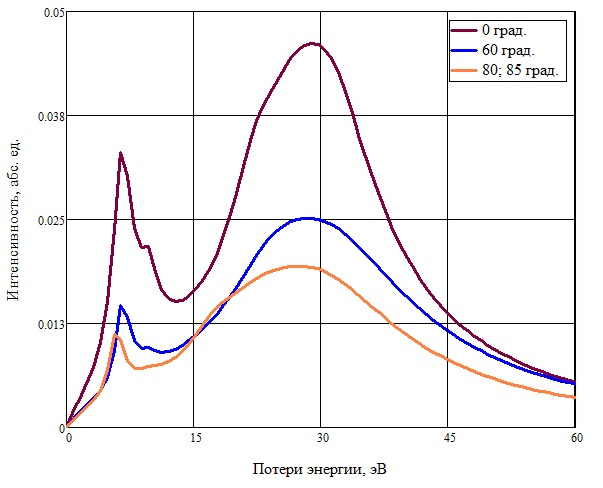 0.05
0 град.
60 град.
80; 85 град.
0.038
0.025
0.013
0
Интенсивность, абс. ед.
0 15 30 45 60
Потери энергии, эВ